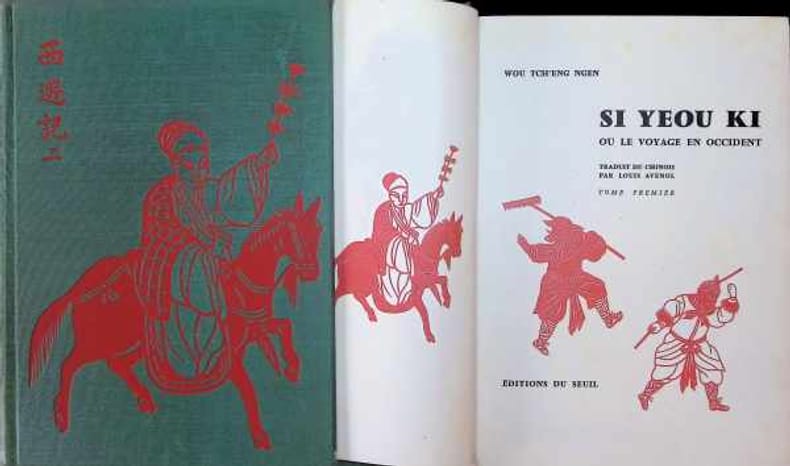 西遊記
WOU TCH'ENG NGEN
SI YEOU KI
OU LE VOYAGE EN OCCIDENT
TRADUIT DU CHINOIS
PAR LOUIS AVENOL
TOME PREMIER
ÉDITIONS DU SEUIL